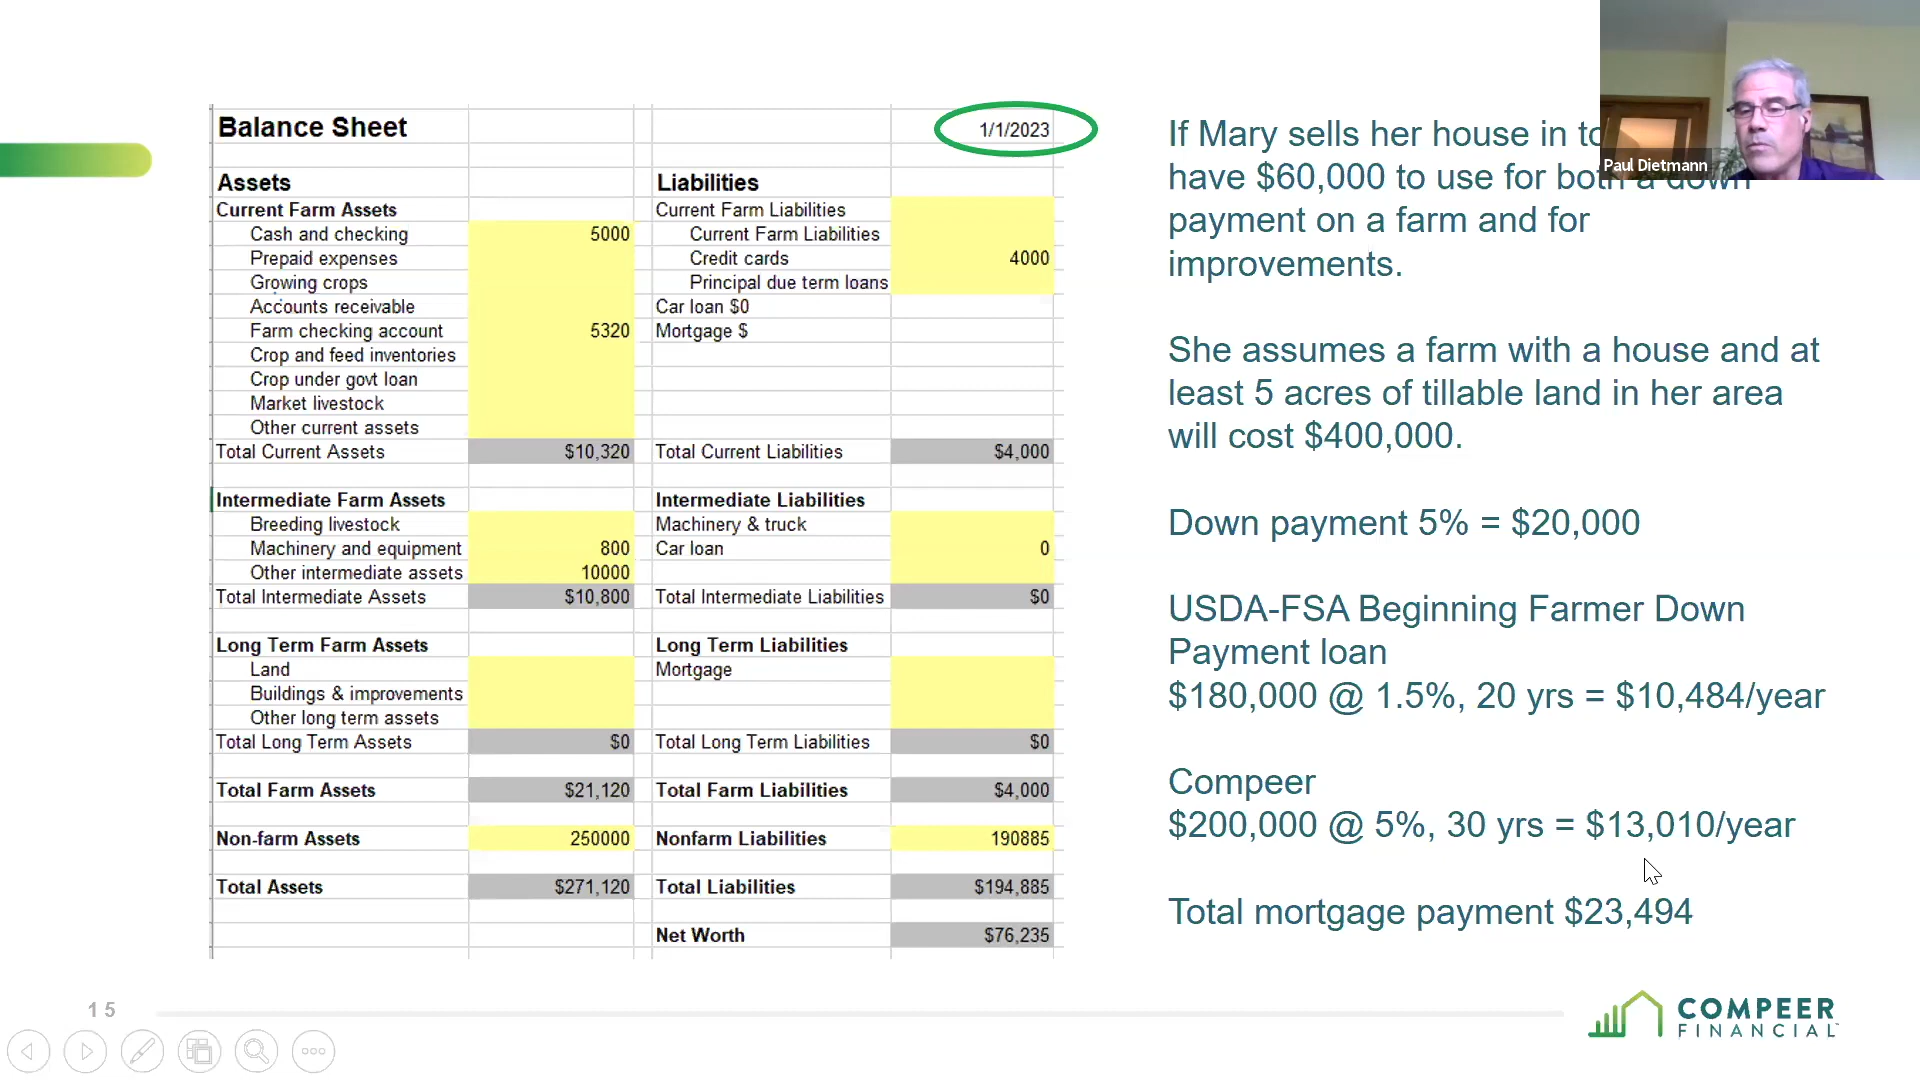 Paul Dietmann
Balance Sheet 1/1/2023
Assets Liabilities
Current Farm Assets Current Farm Liabilities
Cash and checking 5000 Current Farm Liabilities
Prepaid expenses Credit cards 4000
Growing crops Principal due term loans
Accounts receivable Car loan $0
Farm checking account 5320 Mortgage $
Crop and feed inventories
Crop under govt loan
Market livestock
Other current assets
Total Current Assets $10,320 Total Current Liabilities $4,000
Intermediate Farm Assets Intermediate Liabilities
Breeding livestock Machinery & truck
Machinery and equipment 800 Car loan 0
Other intermediate assets 10000
Total Intermediate Assets $10,800 Total Intermediate Liabilities $0
Long Term Farm Assets Long Term Liabilities
Land Mortgage
Buildings & improvements
Other long term assets
Total Long Term Assets $0 Total Long Term Liabilities $0
Total Farm Assets $21,120 Total Farm Liabilities $4,000
Non-farm Assets 250000 Nonfarm Liabilities 190885
Total Assets $271,120 Total Liabilities $194,885
Net Worth $76,235
If Mary sells her house in
have $60,000 to use for both a down
payment on a farm and for
improvements.
She assumes a farm with a house and at
least 5 acres of tillable land in her area
will cost $400,000.
Down payment 5% = $20,000
USDA-FSA Beginning Farmer Down
Payment loan
$180,000 @ 1.5%, 20 yrs = $10,484/year
Compeer
$200,000 @ 5%, 30 yrs = $13,010/year
Total mortgage payment $23,494
15
COMPEER
FINANCIAL